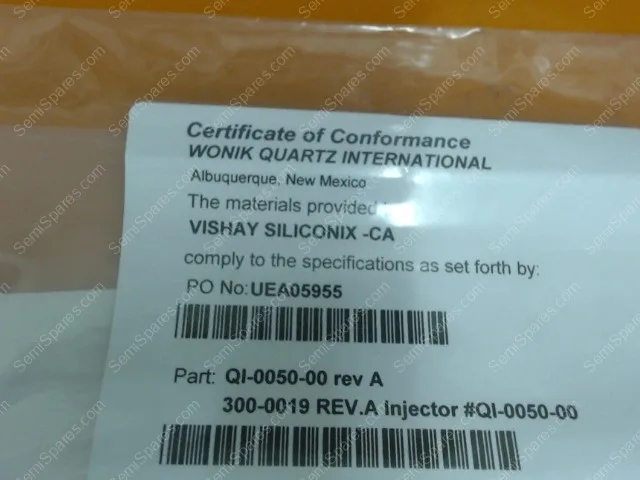 Certificate of Conformance
WONIK QUARTZ INTERNATIONAL
Albuquerque, New Mexico
The materials provided
VISHAY SILICONIX -CA
comply to the specifications as set forth by:
PO No:UEA05955
Part: QI-0050-00 rev A
300-0019 REV.A injector #QI-0050-00
SemiSpares.com